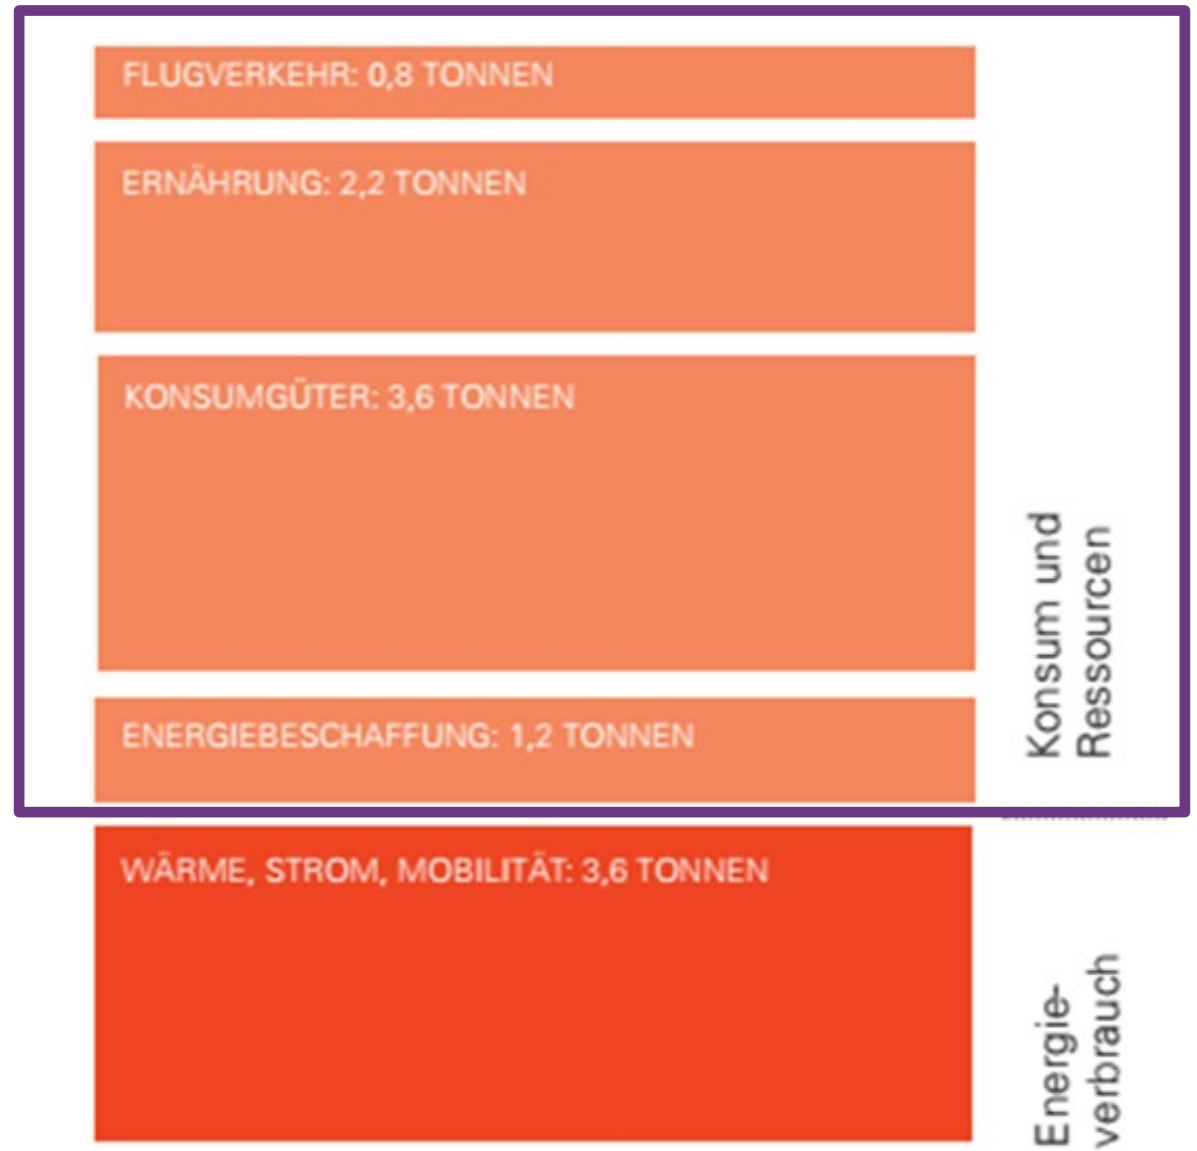 FLUGVERKEHR: 0,8 TONNEN
ERNÄHRUNG: 2,2 TONNEN
KONSUMGÜTER: 3,6 TONNEN
ENERGIEBESCHAFFUNG: 1,2 TONNEN
Konsum und
Ressourcen
WÄRME, STROM, MOBILITÄT: 3,6 TONNEN
Energie-
verbrauch